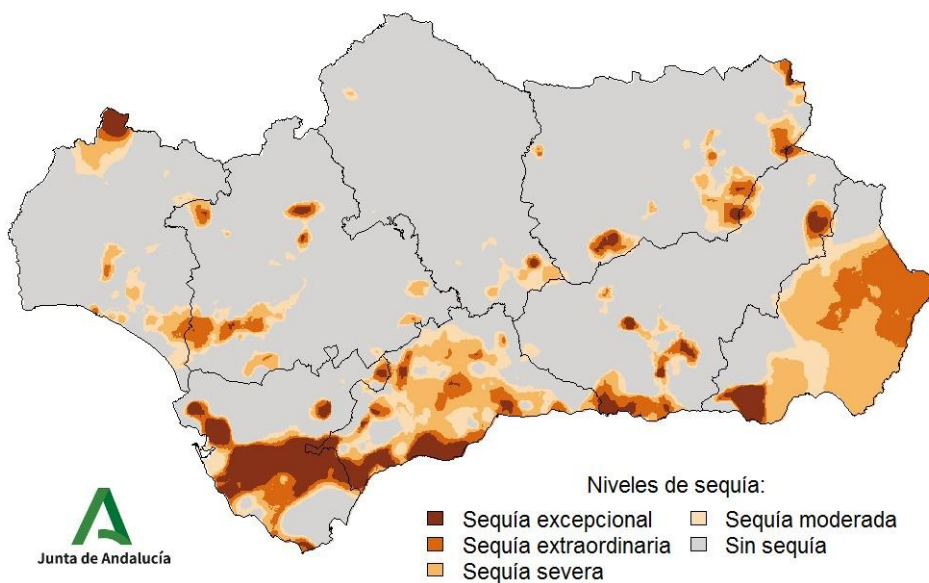 Niveles de sequía:
Sequía excepcional
Sequía extraordinaria
Sequía severa
Sequía moderada
Sin sequía
Junta de Andalucía